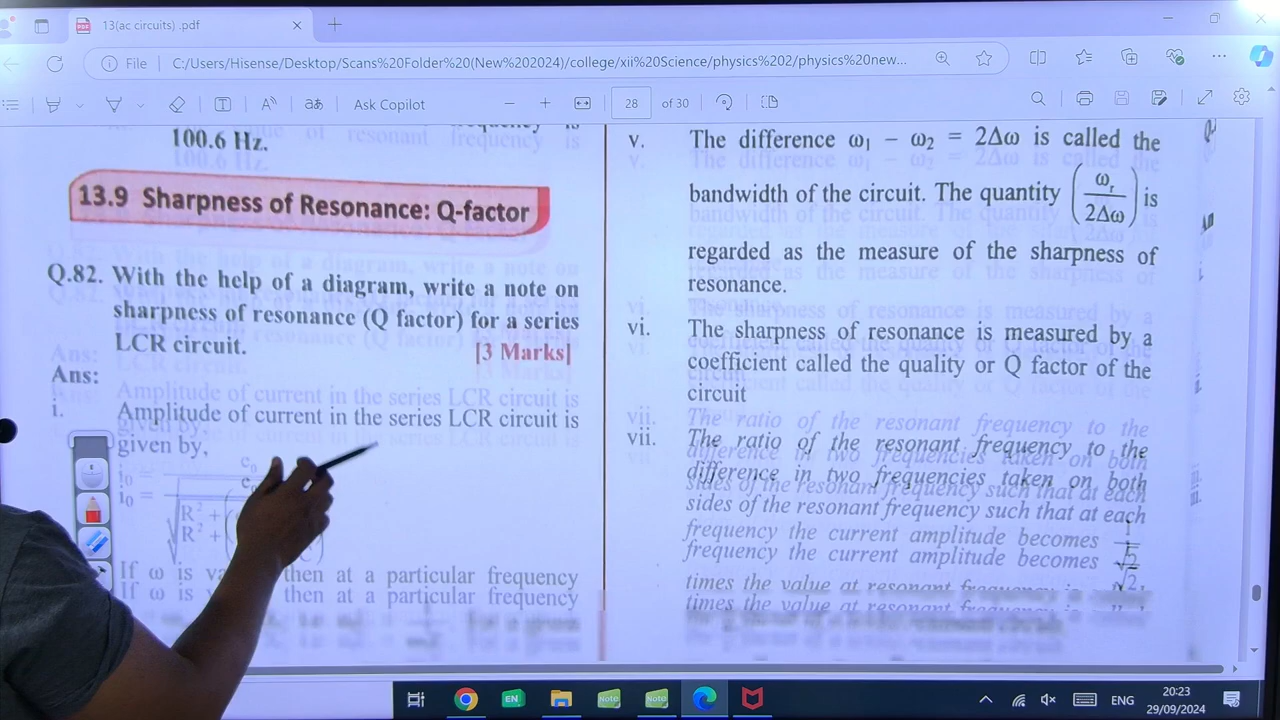 13(ac circuits) .pdf
File
C:/Users/Hisense/Desktop/Scans%20Folder%20(New%202024)/college/xii%20Science/physics%202/physics%20new...
Ask Copilot
28 of 30
100.6 Hz.
13.9 Sharpness of Resonance: Q-factor
Q.82. With the help of a diagram, write a note on
sharpness of resonance (Q factor) for a series
LCR circuit. [3 Marks]
Ans:
i. Amplitude of current in the series LCR circuit is
given by,
i₀ =
R² +
If ω is then at a particular frequency
v. The difference ω₁ − ω₂ = 2Δω is called the
bandwidth of the circuit. The quantity (ωᵣ/2Δω) is
regarded as the measure of the sharpness of
resonance.
vi. The sharpness of resonance is measured by a
coefficient called the quality or Q factor of the
circuit
vii. The ratio of the resonant frequency to the
difference in two frequencies taken on both
sides of the resonant frequency such that at each
frequency the current amplitude becomes 1/√2
times the value at resonant frequency is
ENG
20:23
29/09/2024